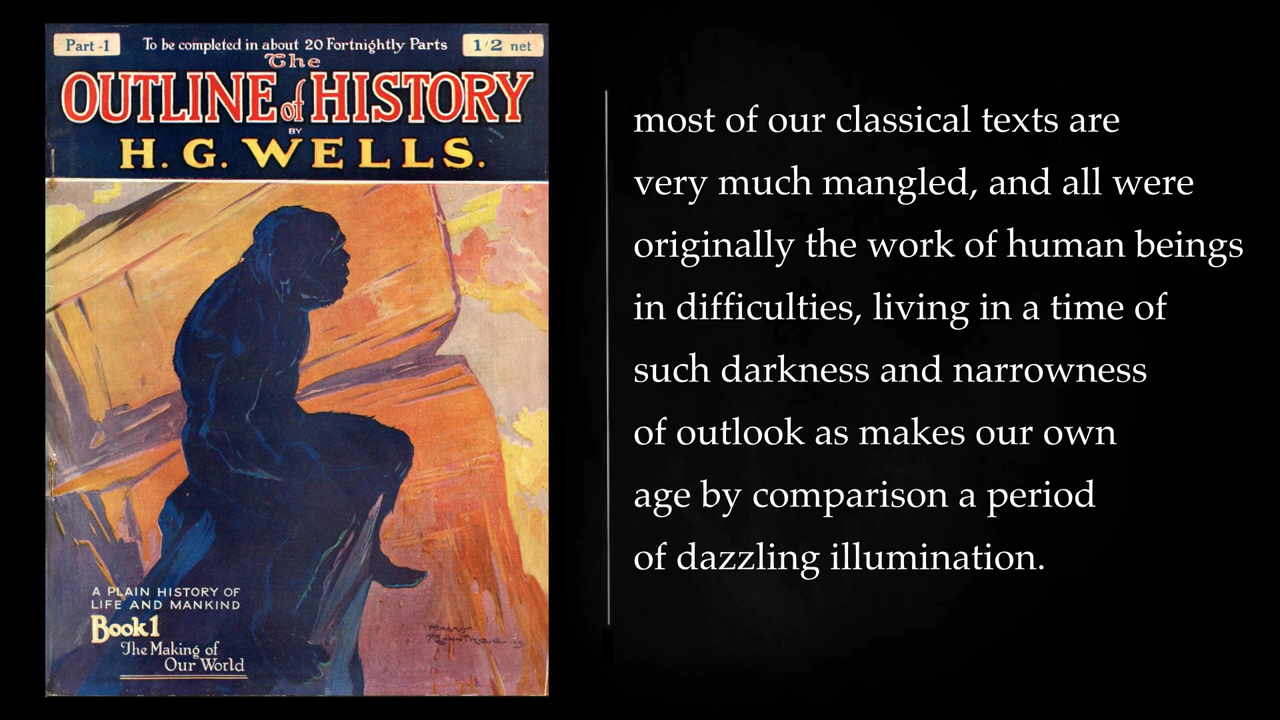 Part -1
To be completed in about 20 Fortnightly Parts
1/2 net
The
OUTLINE of HISTORY
BY
H. G. WELLS.
A PLAIN HISTORY OF
LIFE AND MANKIND
Book 1
The Making of
Our World
most of our classical texts are
very much mangled, and all were
originally the work of human beings
in difficulties, living in a time of
such darkness and narrowness
of outlook as makes our own
age by comparison a period
of dazzling illumination.